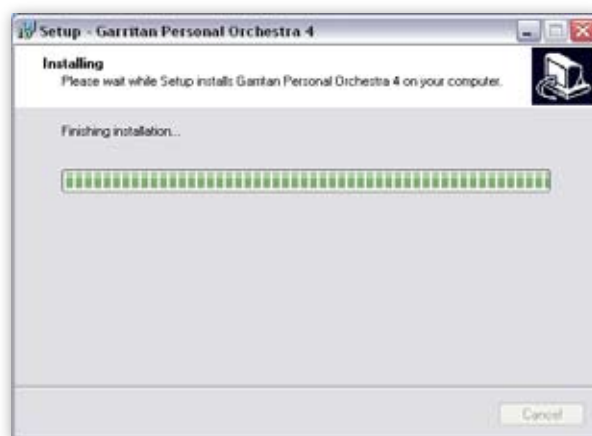 Setup - Garritan Personal Orchestra 4
Installing
Please wait while Setup installs Garritan Personal Orchestra 4 on your computer.
Finishing installation...
Cancel